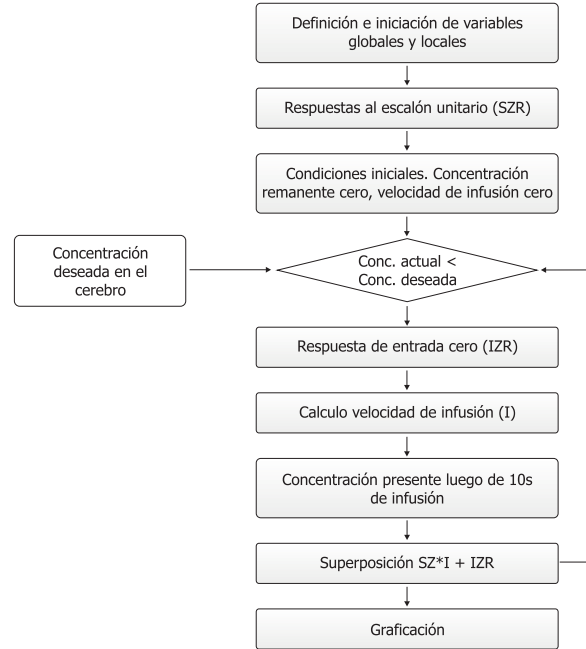 Definición e iniciación de variables
globales y locales
Respuestas al escalón unitario (SZR)
Condiciones iniciales. Concentración
remanente cero, velocidad de infusión cero
Concentración
deseada en el
cerebro
Conc. actual <
Conc. deseada
Respuesta de entrada cero (IZR)
Calculo velocidad de infusión (I)
Concentración presente luego de 10s
de infusión
Superposición SZ*I + IZR
Graficación